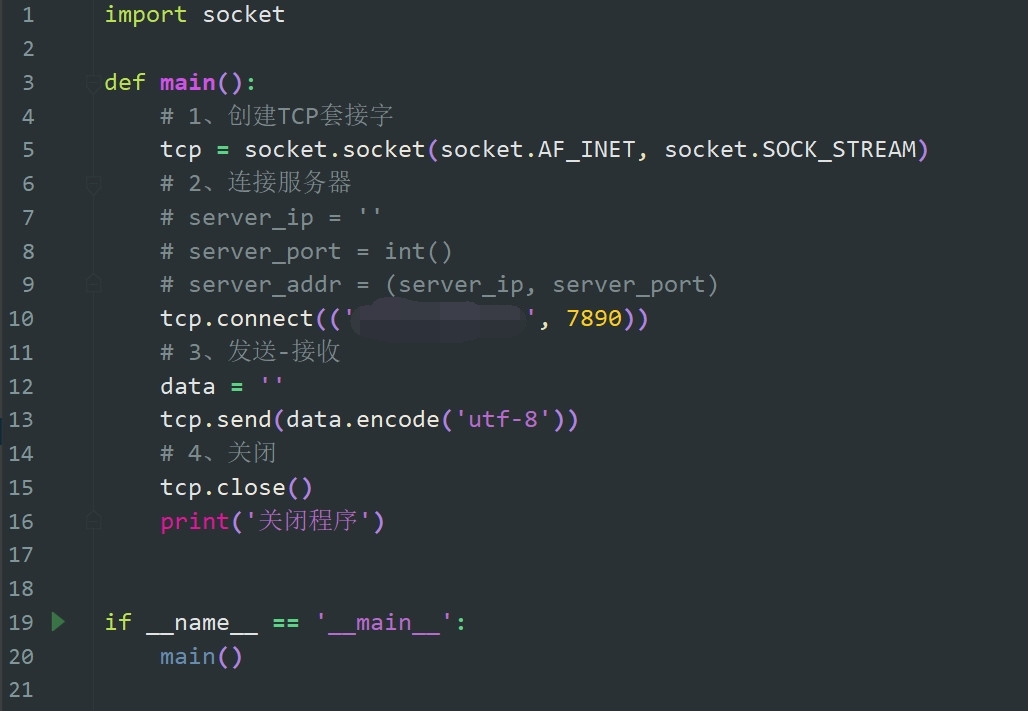 1 import socket
2
3 def main():
4 # 1、创建TCP套接字
5 tcp = socket.socket(socket.AF_INET, socket.SOCK_STREAM)
6 # 2、连接服务器
7 # server_ip = ''
8 # server_port = int()
9 # server_addr = (server_ip, server_port)
10 tcp.connect(('', 7890))
11 # 3、发送-接收
12 data = ''
13 tcp.send(data.encode('utf-8'))
14 # 4、关闭
15 tcp.close()
16 print('关闭程序')
17
18
19 if __name__ == '__main__':
20 main()
21